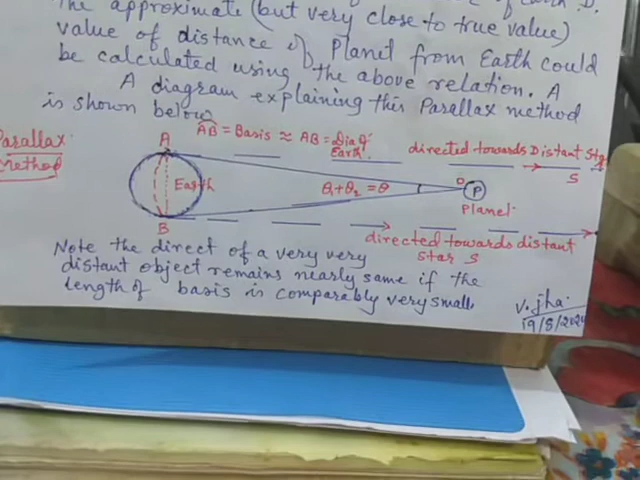 the approximate (but very close to true value)
value of distance of Planet from Earth could
be calculated using the above relation. A
A diagram explaining this Parallax method
is shown below
Parallax
Method
A
AB = Basis ≈ AB = Dia of
Earth
directed towards Distant Star
S
Earth
θ₁+θ₂ = θ
P
Planet
B
directed towards distant
Star S
Note the direct of a very very
distant object remains nearly same if the
length of basis is comparably very small.
V. Jha
19/8/2024